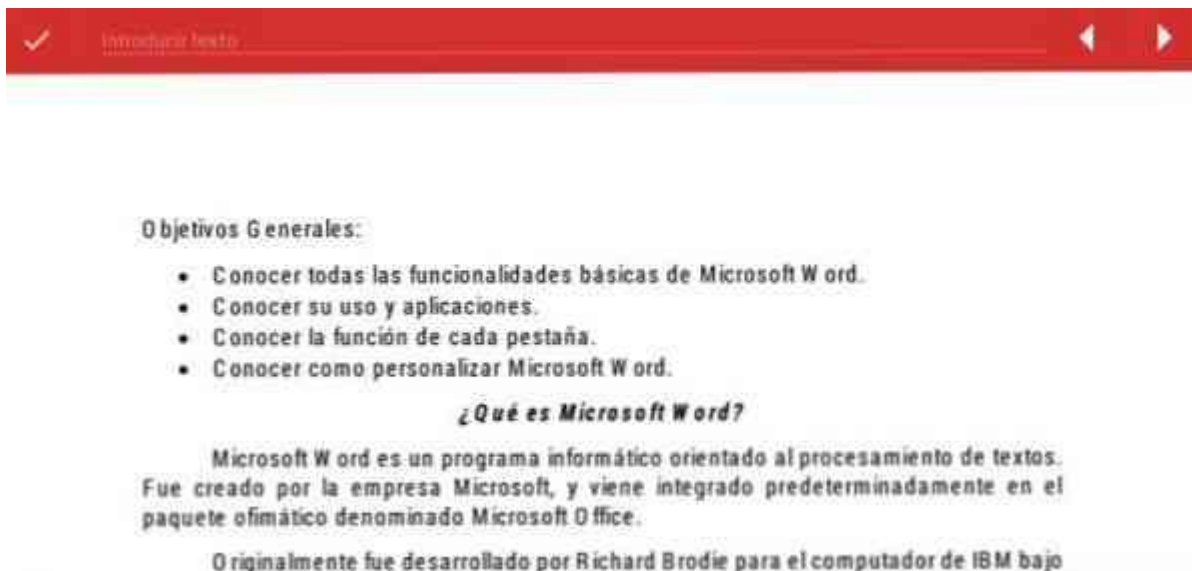 Introducir texto
Objetivos Generales:
• Conocer todas las funcionalidades básicas de Microsoft Word.
• Conocer su uso y aplicaciones.
• Conocer la función de cada pestaña.
• Conocer como personalizar Microsoft Word.
¿Qué es Microsoft Word?
Microsoft Word es un programa informático orientado al procesamiento de textos.
Fue creado por la empresa Microsoft, y viene integrado predeterminadamente en el
paquete ofimático denominado Microsoft Office.
Originalmente fue desarrollado por Richard Brodie para el computador de IBM bajo